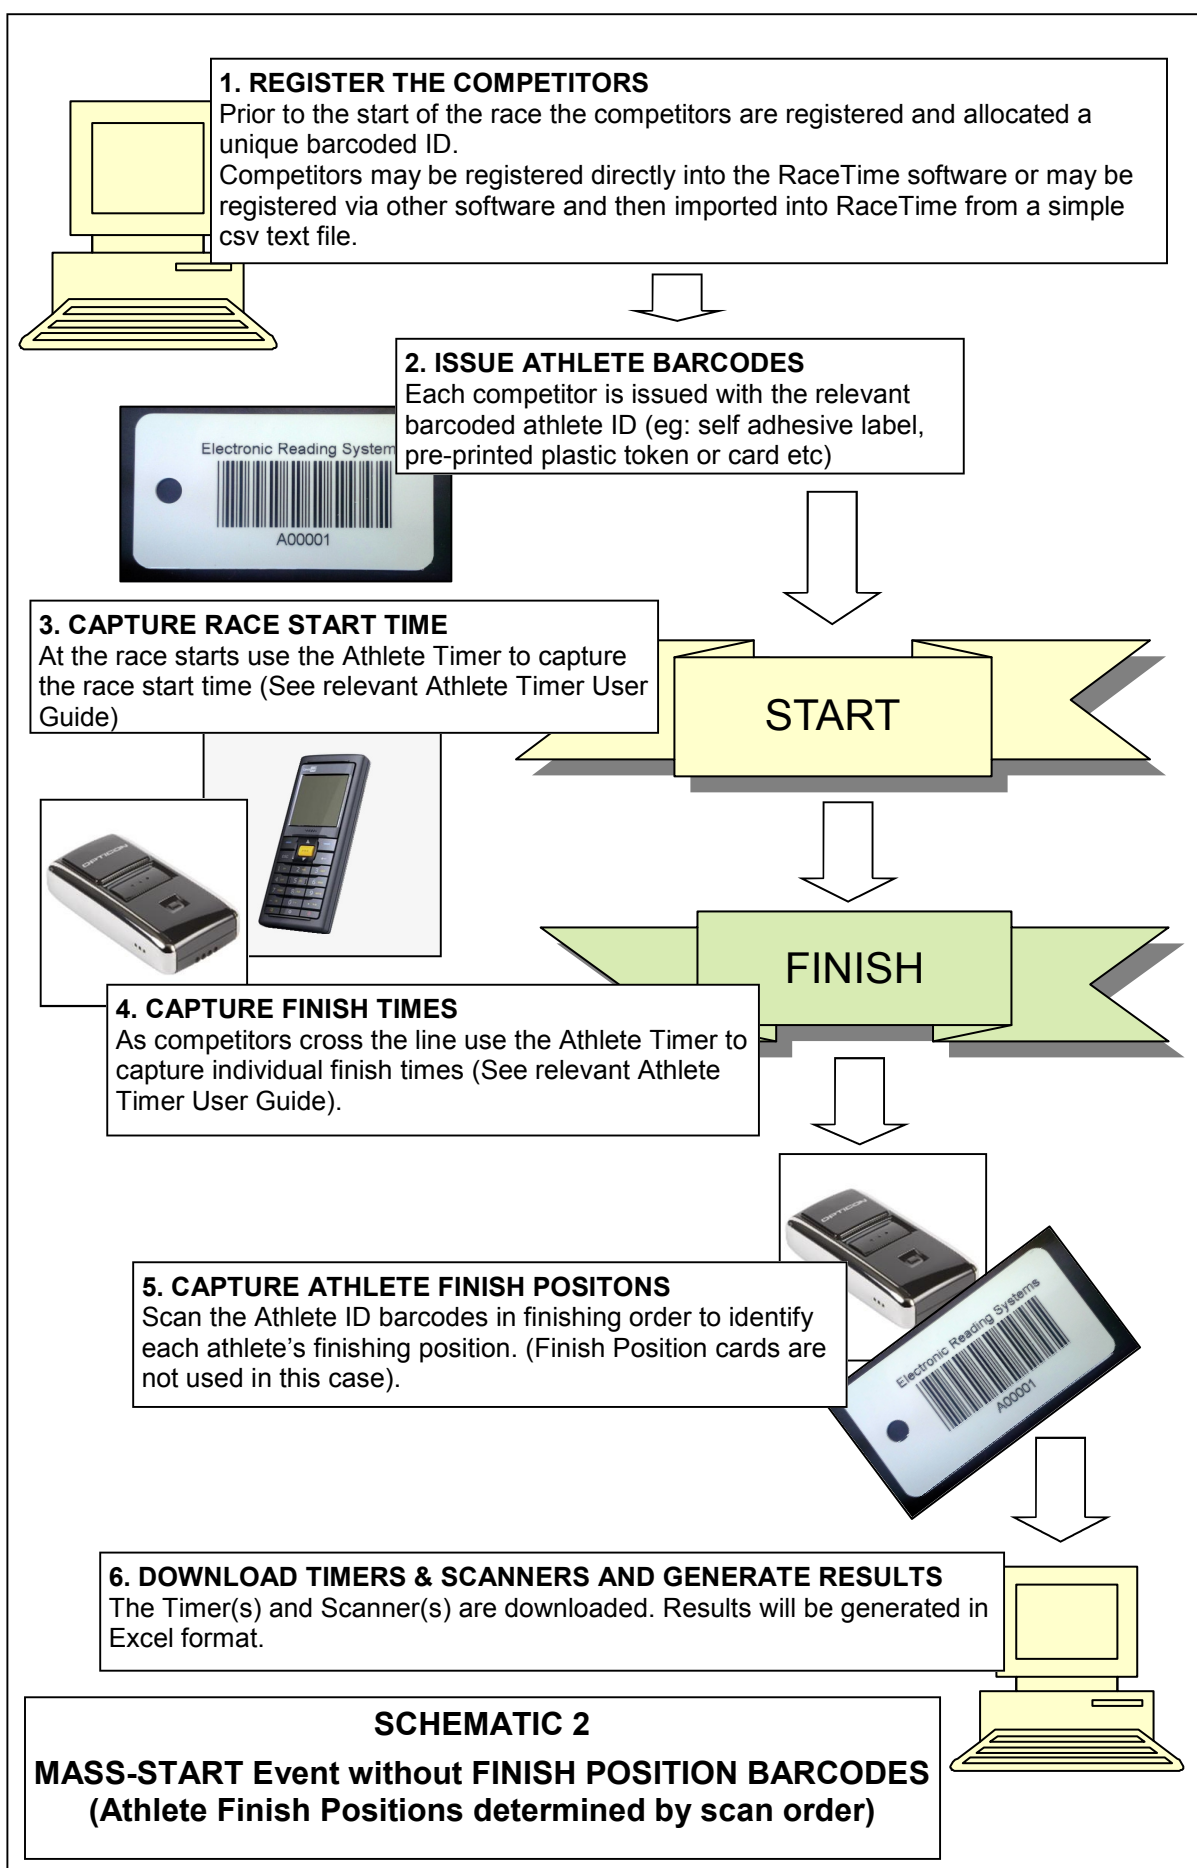 1. REGISTER THE COMPETITORS
Prior to the start of the race the competitors are registered and allocated a
unique barcoded ID.
Competitors may be registered directly into the RaceTime software or may be
registered via other software and then imported into RaceTime from a simple
csv text file.
2. ISSUE ATHLETE BARCODES
Each competitor is issued with the relevant
barcoded athlete ID (eg: self adhesive label,
pre-printed plastic token or card etc)
Electronic Reading System
A00001
3. CAPTURE RACE START TIME
At the race starts use the Athlete Timer to capture
the race start time (See relevant Athlete Timer User
Guide)
START
OPTICON
FINISH
4. CAPTURE FINISH TIMES
As competitors cross the line use the Athlete Timer to
capture individual finish times (See relevant Athlete
Timer User Guide).
OPTICON
5. CAPTURE ATHLETE FINISH POSITONS
Scan the Athlete ID barcodes in finishing order to identify
each athlete's finishing position. (Finish Position cards are
not used in this case).
Electronic Reading Systems
A00001
6. DOWNLOAD TIMERS & SCANNERS AND GENERATE RESULTS
The Timer(s) and Scanner(s) are downloaded. Results will be generated in
Excel format.
SCHEMATIC 2
MASS-START Event without FINISH POSITION BARCODES
(Athlete Finish Positions determined by scan order)